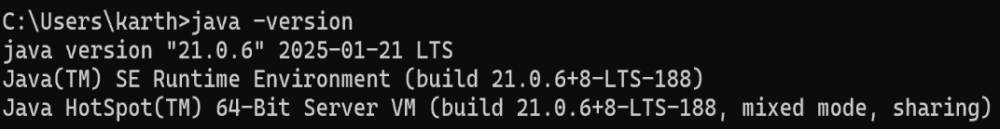 C:\Users\karth>java -version
java version "21.0.6" 2025-01-21 LTS
Java(TM) SE Runtime Environment (build 21.0.6+8-LTS-188)
Java HotSpot(TM) 64-Bit Server VM (build 21.0.6+8-LTS-188, mixed mode, sharing)